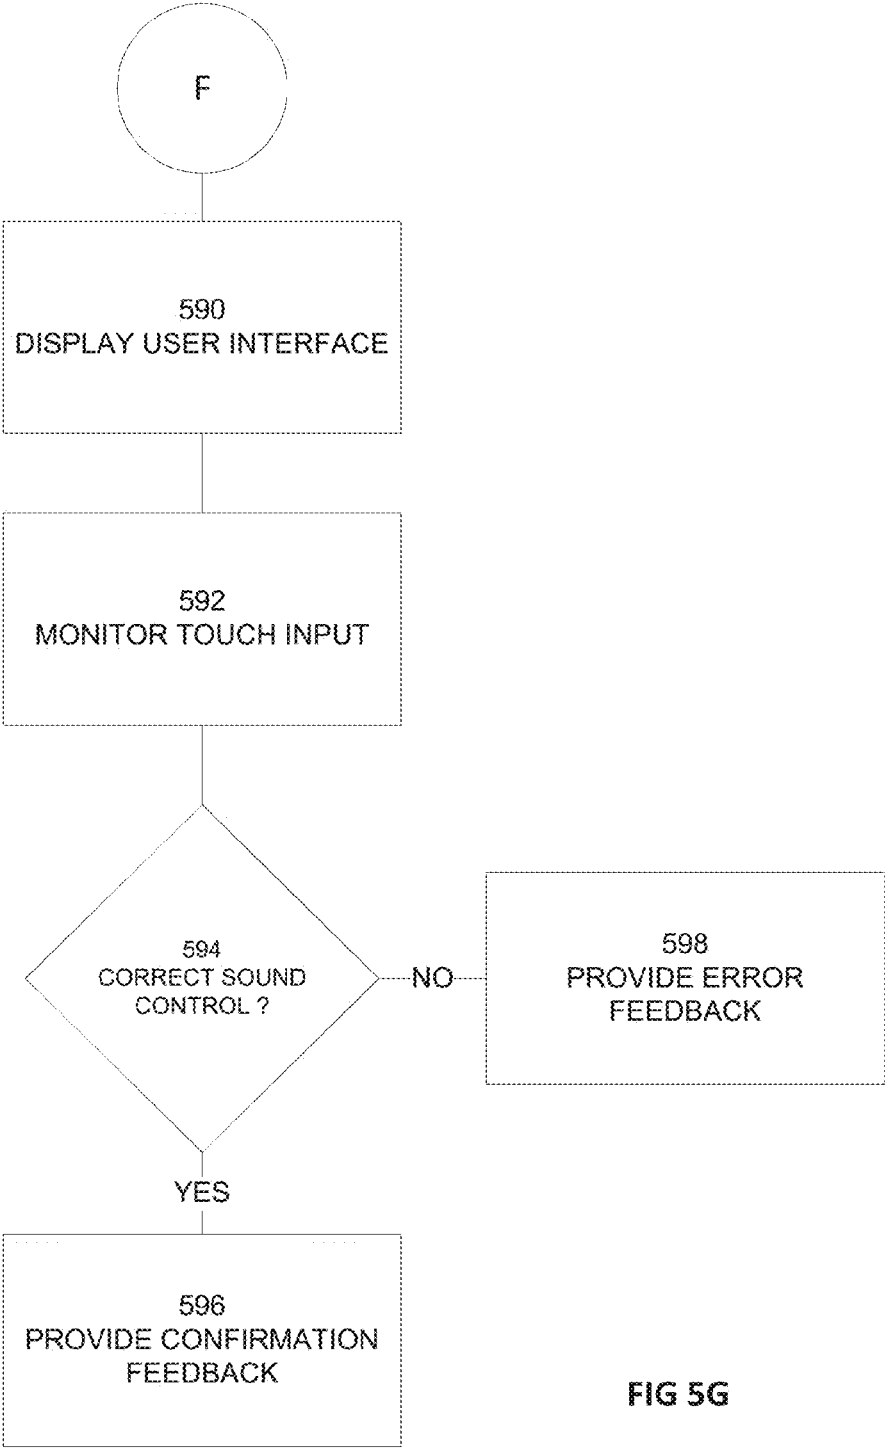 F
590
DISPLAY USER INTERFACE
592
MONITOR TOUCH INPUT
594
CORRECT SOUND
CONTROL ?
NO
598
PROVIDE ERROR
FEEDBACK
YES
596
PROVIDE CONFIRMATION
FEEDBACK
FIG 5G